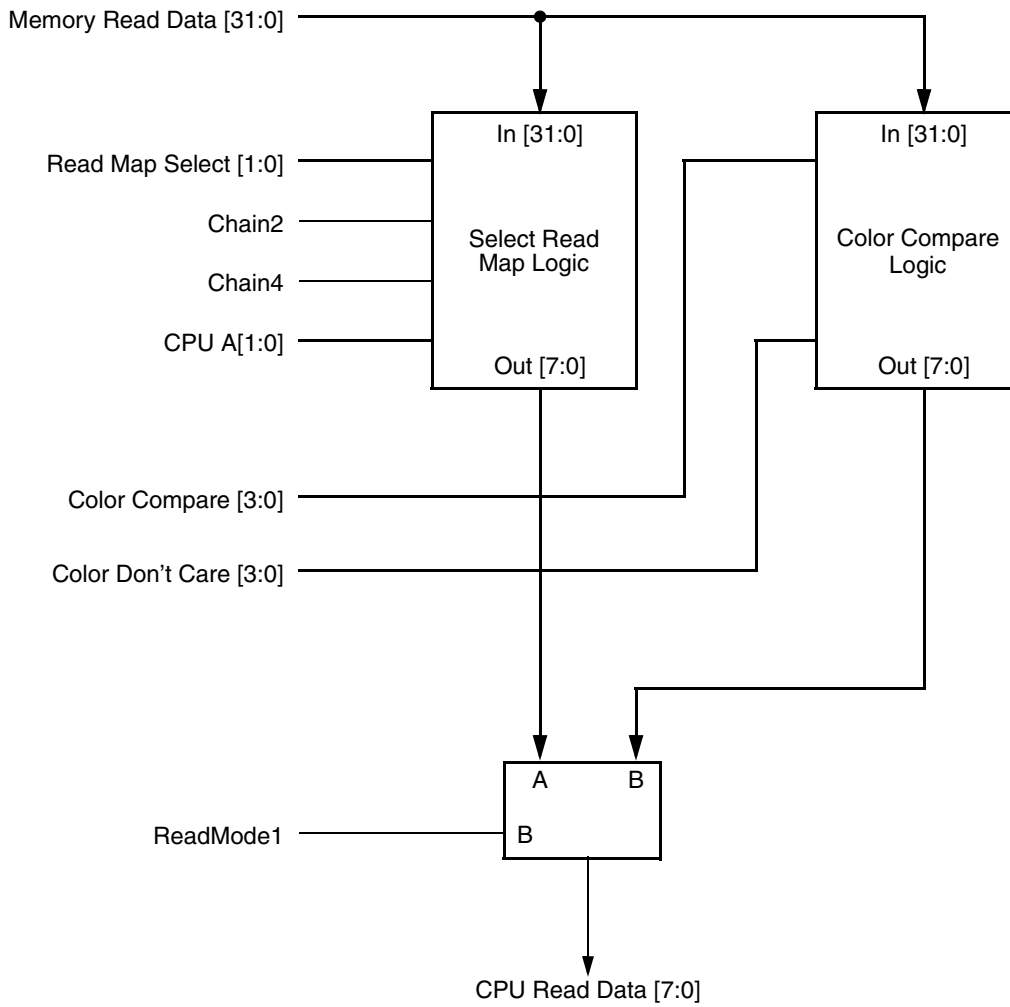 Memory Read Data [31:0]
In [31:0]
In [31:0]
Read Map Select [1:0]
Chain2
Select Read
Map Logic
Color Compare
Logic
Chain4
CPU A[1:0]
Out [7:0]
Out [7:0]
Color Compare [3:0]
Color Don't Care [3:0]
A
B
ReadMode1
B
CPU Read Data [7:0]